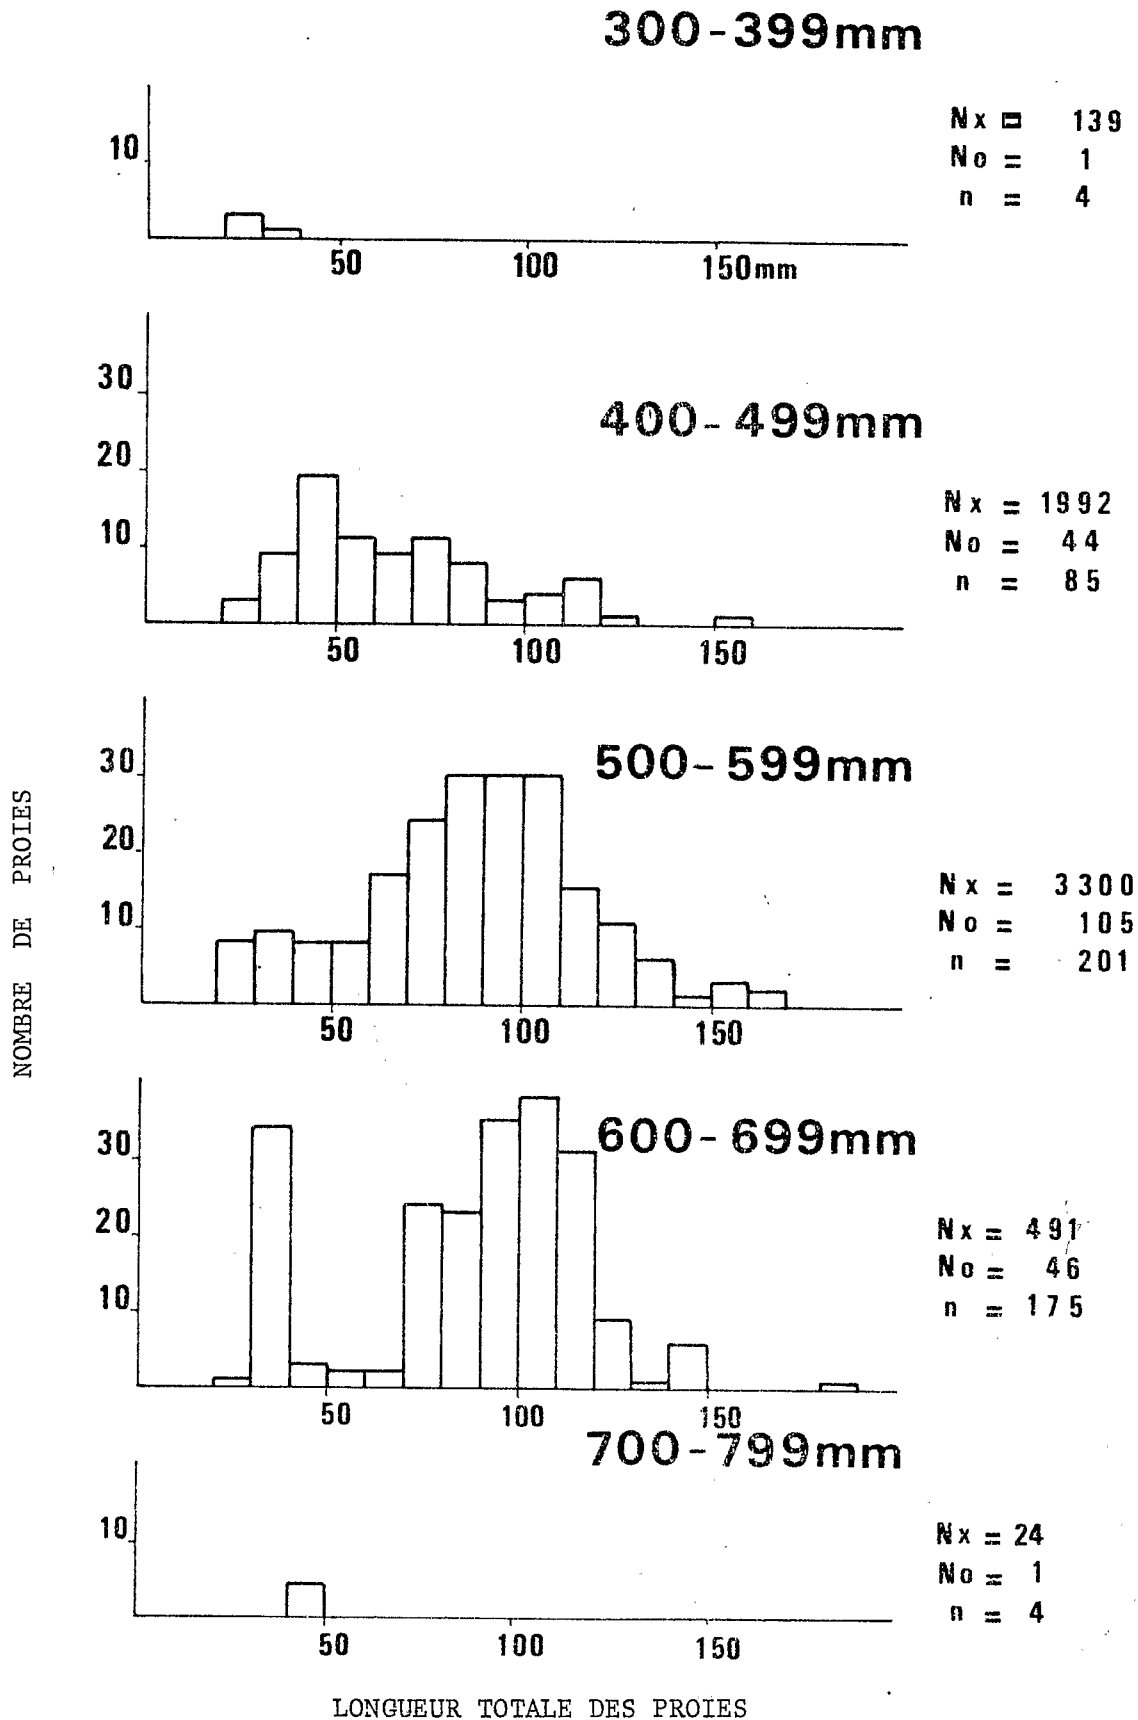 300-399mm
10
Nx = 139
No = 1
n = 4
50 100 150mm
30
400-499mm
20
10
Nx = 1992
No = 44
n = 85
50 100 150
30
500-599mm
20
10
Nx = 3300
No = 105
n = 201
50 100 150
NOMBRE DE PROIES
30
600-699mm
20
10
Nx = 491
No = 46
n = 175
50 100 150
700-799mm
10
Nx = 24
No = 1
n = 4
50 100 150
LONGUEUR TOTALE DES PROIES